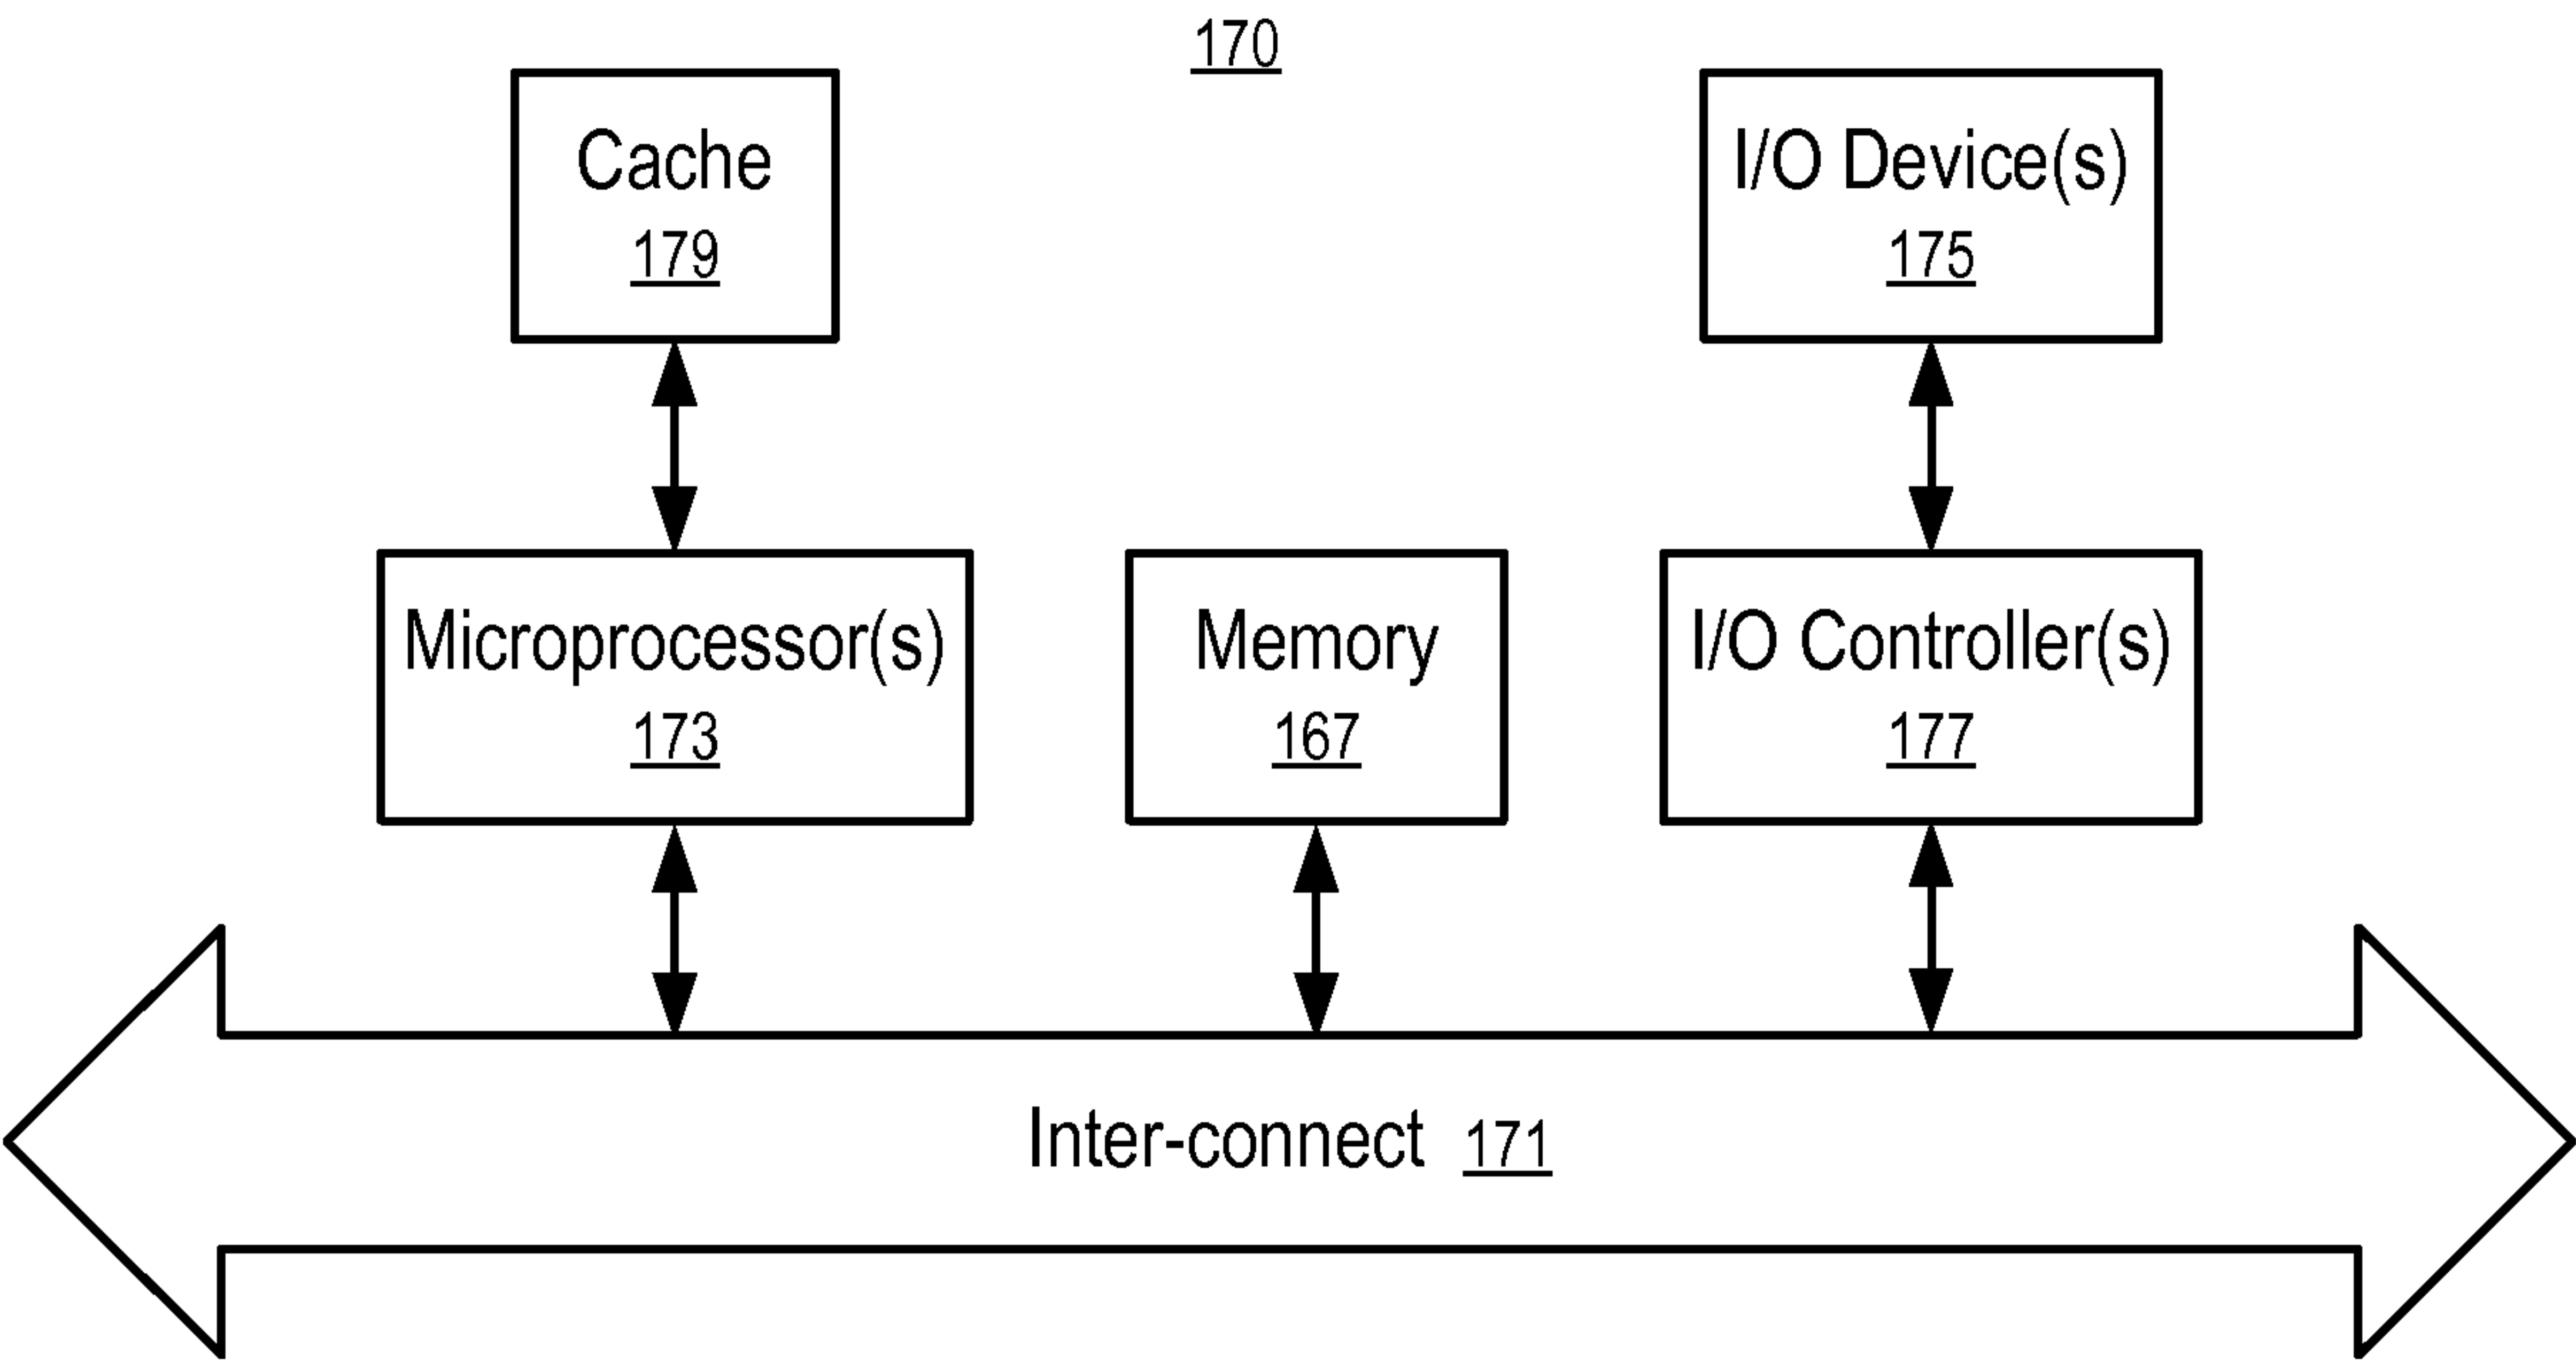 170
Cache
179
I/O Device(s)
175
Microprocessor(s)
173
Memory
167
I/O Controller(s)
177
Inter-connect 171